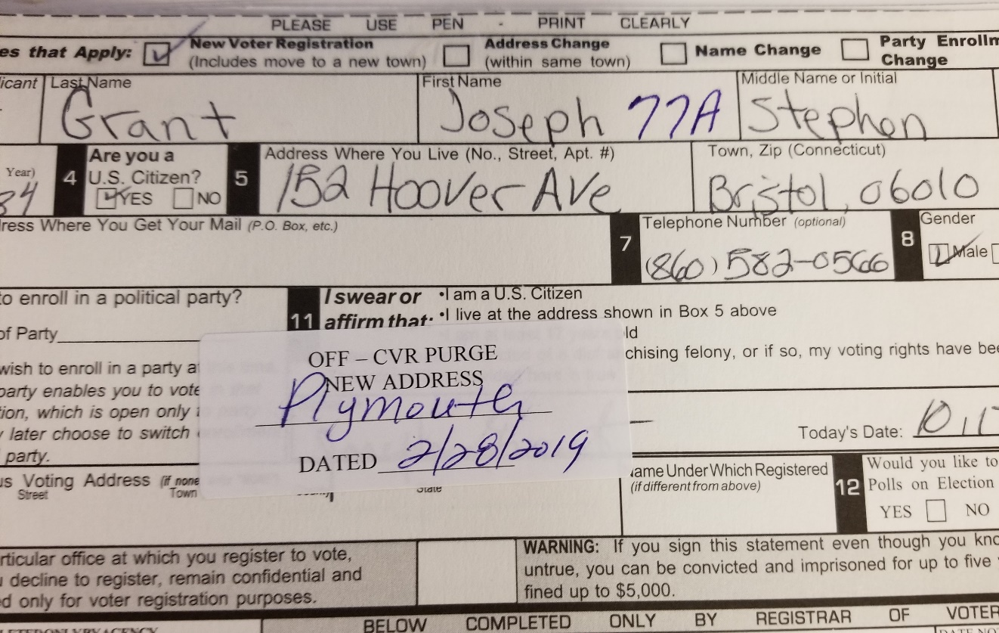 PLEASE USE PEN - PRINT CLEARLY
es that Apply: New Voter Registration (Includes move to a new town) Address Change (within same town) Name Change Party Enrollm Change
icant Last Name First Name Middle Name or Initial
Grant Joseph 77A Stephen
Year) 4 Are you a U.S. Citizen? YES NO 5 Address Where You Live (No., Street, Apt. #) Town, Zip (Connecticut)
34 152 Hoover Ave Bristol, 06010
ress Where You Get Your Mail (P.O. Box, etc.) 7 Telephone Number (optional) 8 Gender
(860) 582-0566 Male
to enroll in a political party? 11 I swear or affirm that: •I am a U.S. Citizen
•I live at the address shown in Box 5 above
of Party ld
chising felony, or if so, my voting rights have bee
OFF – CVR PURGE
NEW ADDRESS
Plymouth
DATED 2/28/2019
wish to enroll in a party a
party enables you to vote
tion, which is open only
y later choose to switch
party.
Today's Date: 10
us Voting Address (if none
Street Town State
ame Under Which Registered
(if different from above)
12 Would you like to
Polls on Election
YES NO
rticular office at which you register to vote,
u decline to register, remain confidential and
d only for voter registration purposes.
WARNING: If you sign this statement even though you kno
untrue, you can be convicted and imprisoned for up to five
fined up to $5,000.
BELOW COMPLETED ONLY BY REGISTRAR OF VOTER